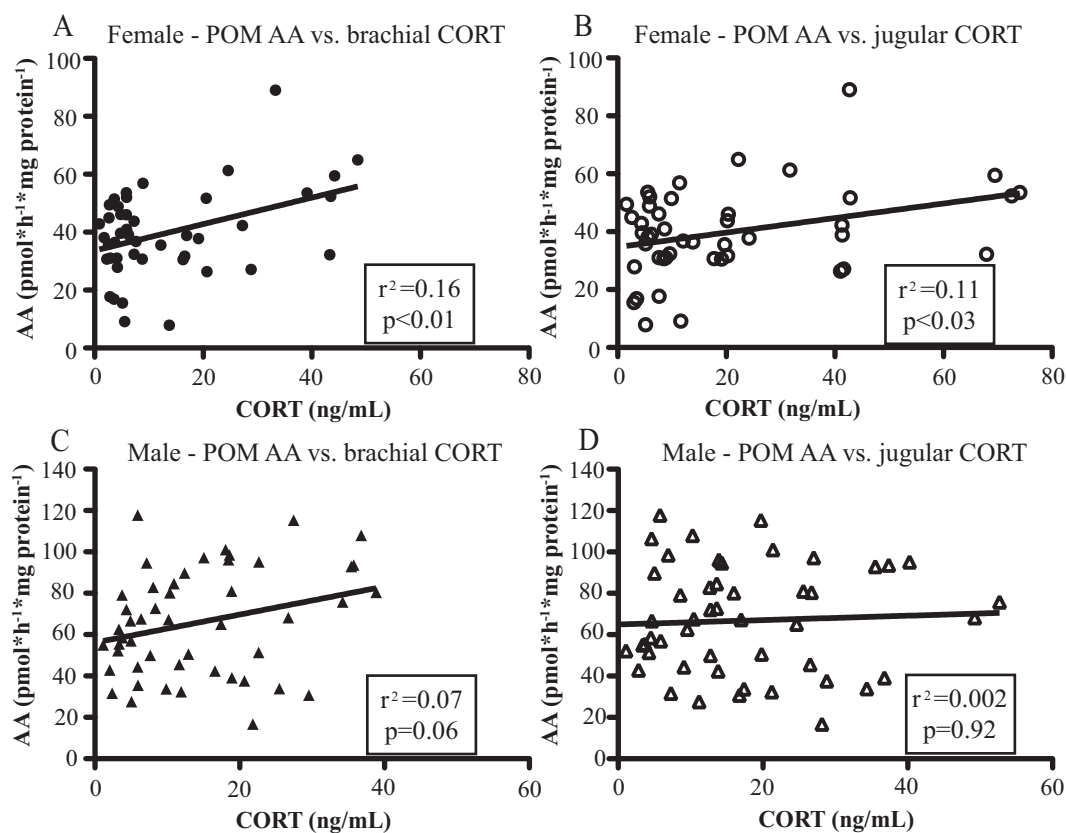 A
Female - POM AA vs. brachial CORT
AA (pmol*h⁻¹*mg protein⁻¹)
100
80
60
40
20
0
r²=0.16
p<0.01
0 20 40 60 80
CORT (ng/mL)
B
Female - POM AA vs. jugular CORT
AA (pmol*h⁻¹*mg protein⁻¹)
100
80
60
40
20
0
r²=0.11
p<0.03
0 20 40 60 80
CORT (ng/mL)
C
Male - POM AA vs. brachial CORT
AA (pmol*h⁻¹*mg protein⁻¹)
140
120
100
80
60
40
20
0
r²=0.07
p=0.06
0 20 40 60
CORT (ng/mL)
D
Male - POM AA vs. jugular CORT
AA (pmol*h⁻¹*mg protein⁻¹)
140
120
100
80
60
40
20
0
r²=0.002
p=0.92
0 20 40 60
CORT (ng/mL)